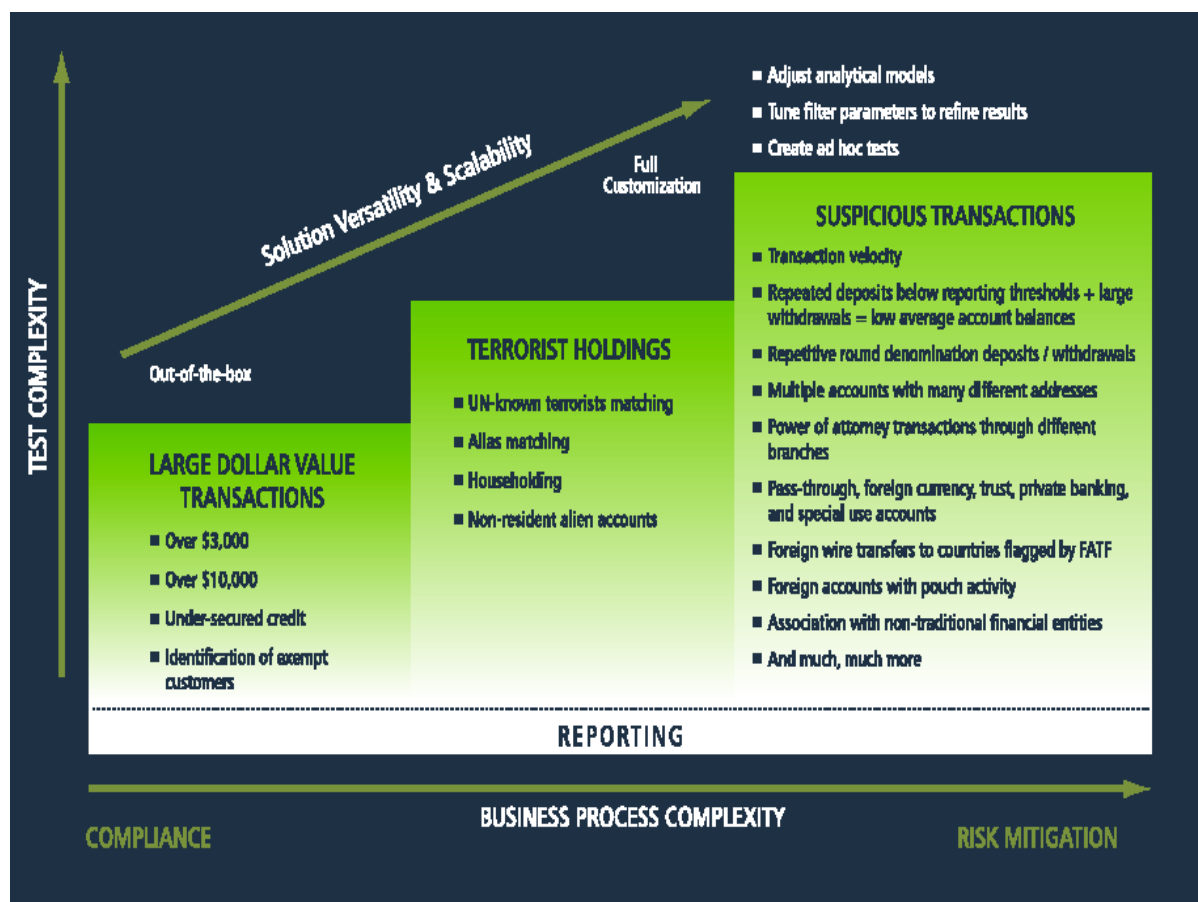 ■ Adjust analytical models
■ Tune filter parameters to refine results
■ Create ad hoc tests
Solution Versatility & Scalability
Full
Customization
Out-of-the-box
TEST COMPLEXITY
LARGE DOLLAR VALUE
TRANSACTIONS
■ Over $3,000
■ Over $10,000
■ Under-secured credit
■ Identification of exempt
customers
TERRORIST HOLDINGS
■ UN-known terrorists matching
■ Alias matching
■ Householding
■ Non-resident alien accounts
SUSPICIOUS TRANSACTIONS
■ Transaction velocity
■ Repeated deposits below reporting thresholds + large
withdrawals = low average account balances
■ Repetitive round denomination deposits / withdrawals
■ Multiple accounts with many different addresses
■ Power of attorney transactions through different
branches
■ Pass-through, foreign currency, trust, private banking,
and special use accounts
■ Foreign wire transfers to countries flagged by FATF
■ Foreign accounts with pouch activity
■ Association with non-traditional financial entities
■ And much, much more
REPORTING
BUSINESS PROCESS COMPLEXITY
COMPLIANCE
RISK MITIGATION